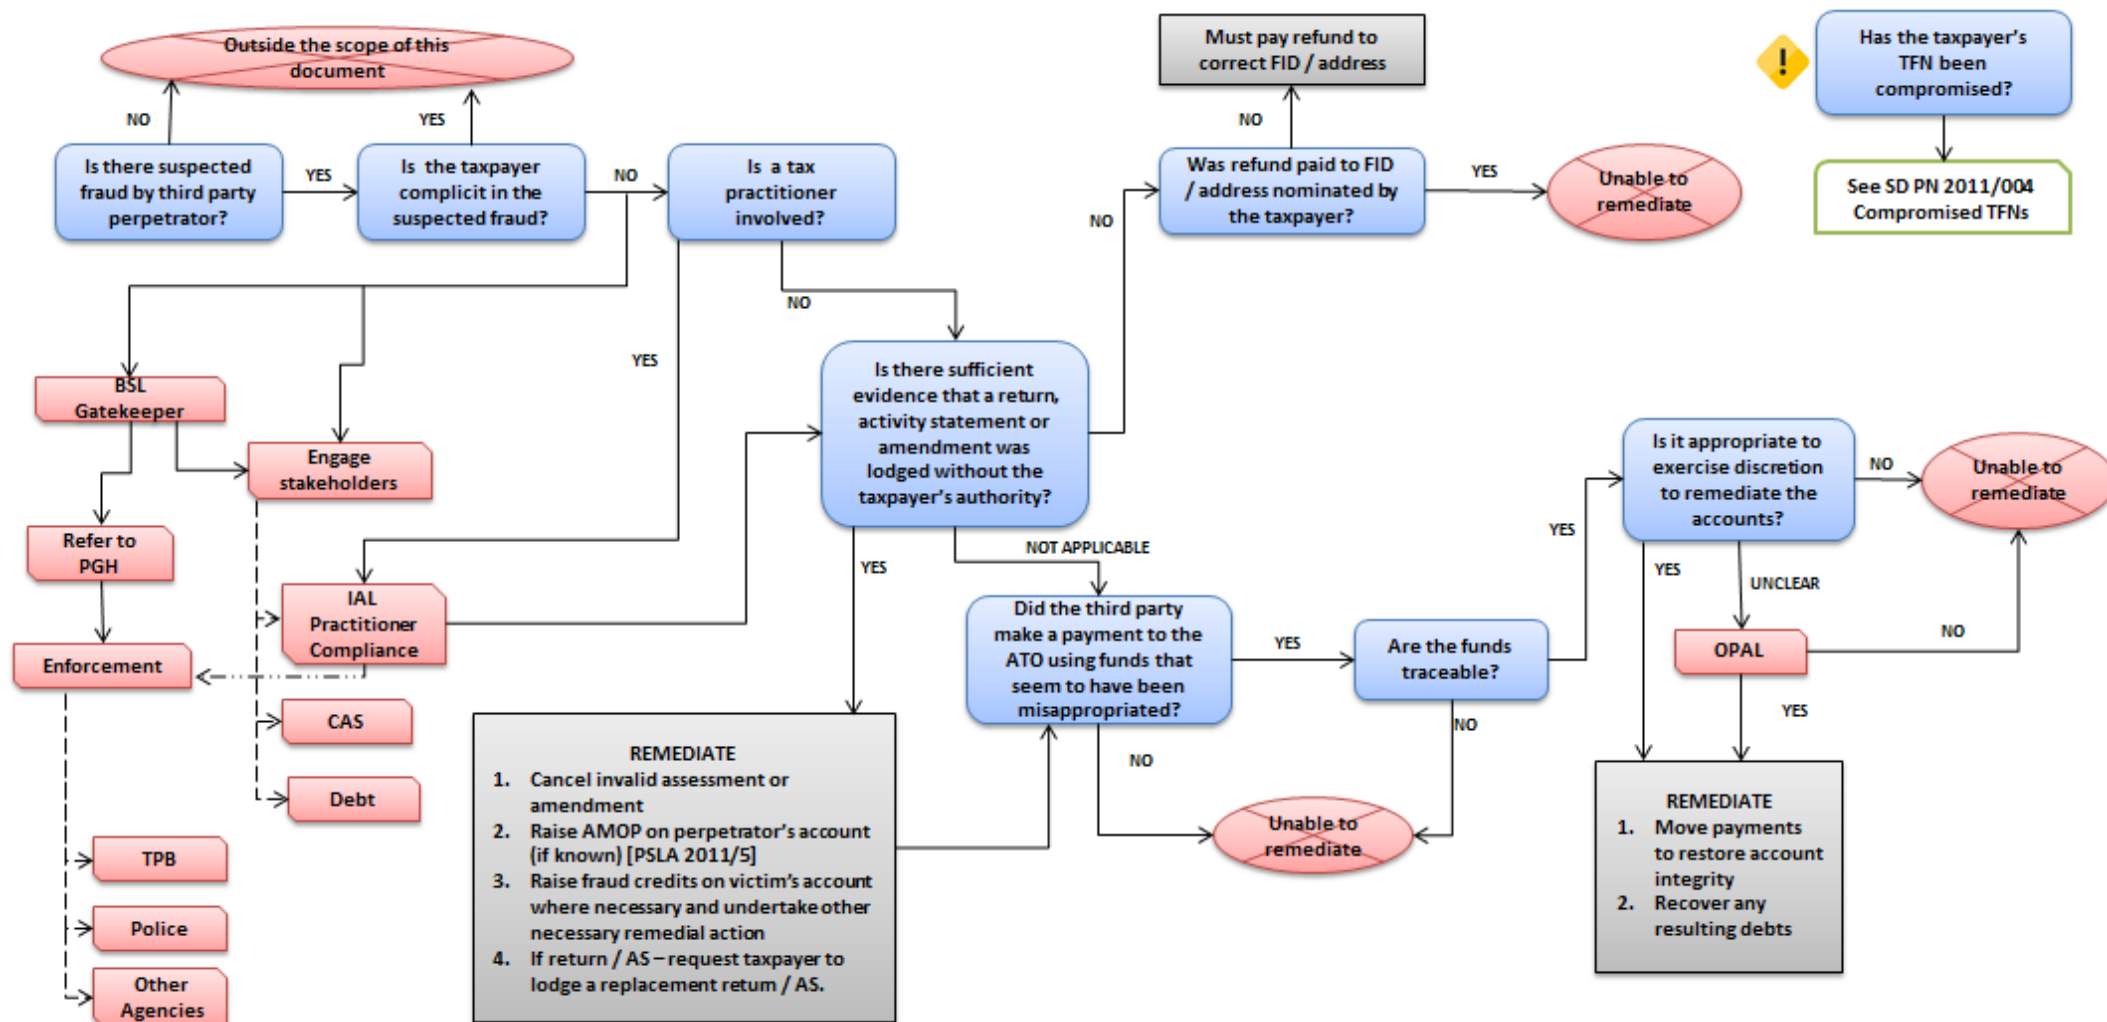 Outside the scope of this
document
NO
YES
Is there suspected
fraud by third party
perpetrator?
YES
Is the taxpayer
complicit in the
suspected fraud?
NO
Is a tax
practitioner
involved?
Must pay refund to
correct FID / address
NO
Was refund paid to FID
/ address nominated by
the taxpayer?
YES
Unable to
remediate
!
Has the taxpayer's
TFN been
compromised?
See SD PN 2011/004
Compromised TFNs
NO
NO
YES
BSL
Gatekeeper
Engage
stakeholders
Refer to
PGH
Enforcement
IAL
Practitioner
Compliance
CAS
Debt
TPB
Police
Other
Agencies
Is there sufficient
evidence that a return,
activity statement or
amendment was
lodged without the
taxpayer's authority?
YES
NOT APPLICABLE
REMEDIATE
1. Cancel invalid assessment or
amendment
2. Raise AMOP on perpetrator's account
(if known) [PSLA 2011/5]
3. Raise fraud credits on victim's account
where necessary and undertake other
necessary remedial action
4. If return / AS – request taxpayer to
lodge a replacement return / AS.
Did the third party
make a payment to the
ATO using funds that
seem to have been
misappropriated?
YES
NO
Are the funds
traceable?
NO
Unable to
remediate
YES
Is it appropriate to
exercise discretion
to remediate the
accounts?
NO
Unable to
remediate
YES
UNCLEAR
OPAL
NO
YES
REMEDIATE
1. Move payments
to restore account
integrity
2. Recover any
resulting debts